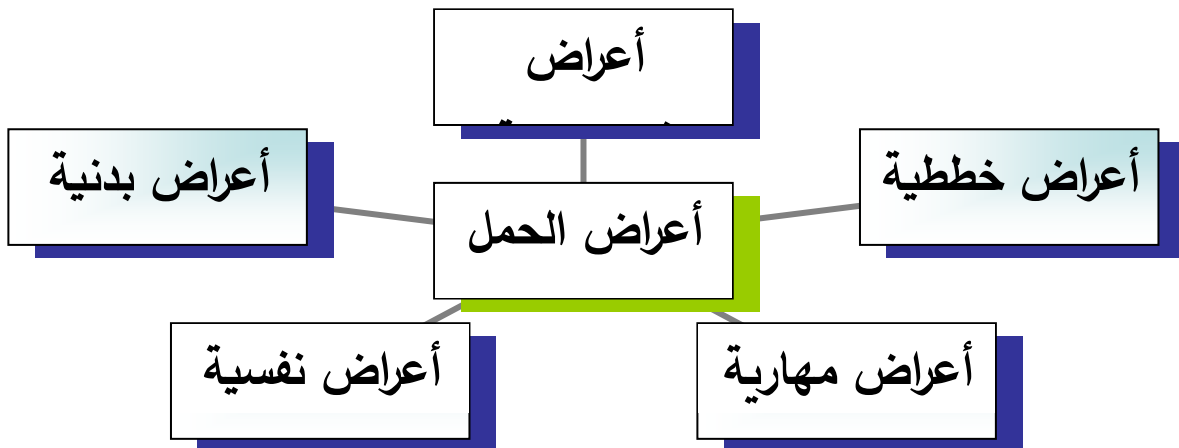 أعراض
أعراض خططية
أعراض بدنية
أعراض الحمل
أعراض مهارية
أعراض نفسية